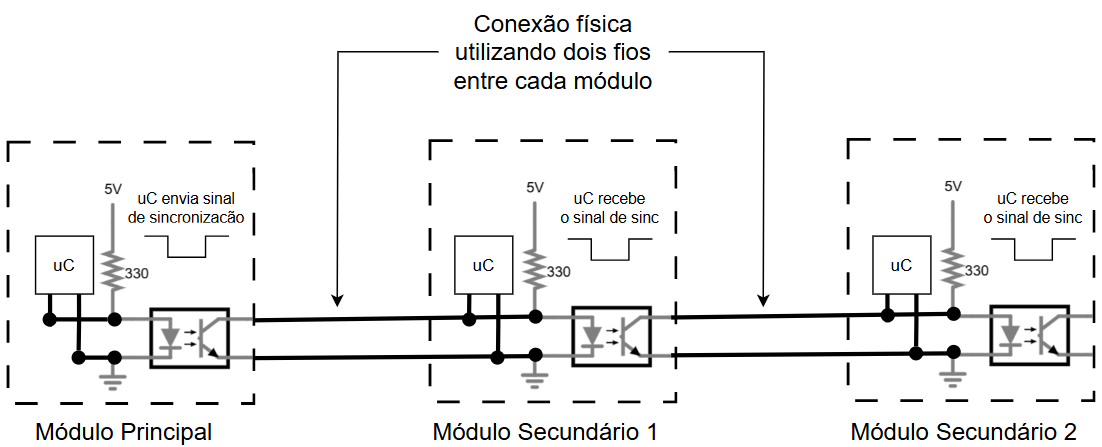 Conexão física
utilizando dois fios
entre cada módulo
5V
uC envia sinal
de sincronizacão
uC
330
5V
uC recebe
o sinal de sinc
uC
330
5V
uC recebe
o sinal de sinc
uC
330
Módulo Principal
Módulo Secundário 1
Módulo Secundário 2